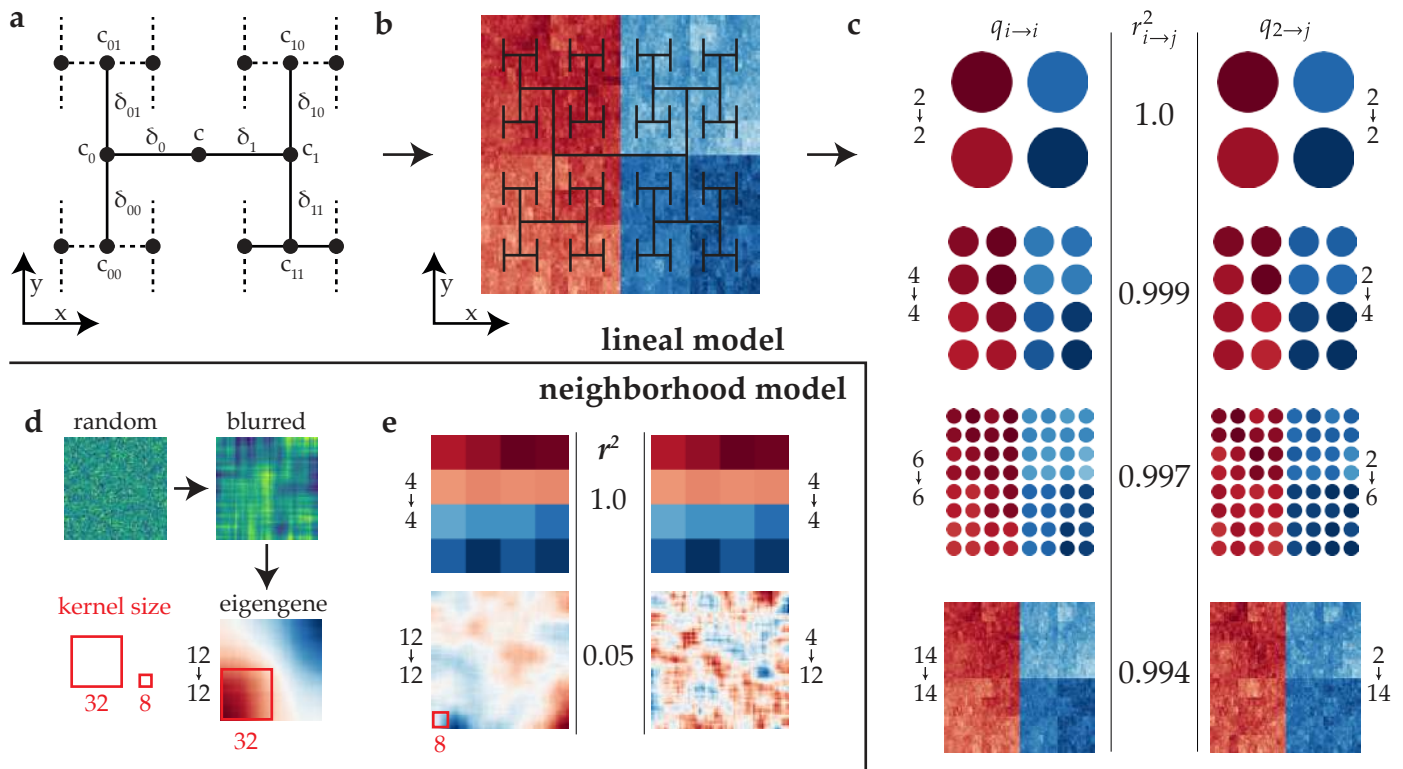 a
c₀₁
c₁₀
δ₀₁
δ₁₀
c₀
δ₀
c
δ₁
c₁
δ₀₀
δ₁₁
c₀₀
c₁₁
y
x
b
y
x
lineal model
c
q i→i
r² i→j
q 2→j
2
↓
2
1.0
2
↓
2
4
↓
4
0.999
2
↓
4
6
↓
6
0.997
2
↓
6
14
↓
14
0.994
2
↓
14
neighborhood model
d
random
blurred
kernel size
32
8
eigengene
12
↓
12
32
e
r²
4
↓
4
1.0
4
↓
4
12
↓
12
0.05
4
↓
12
8